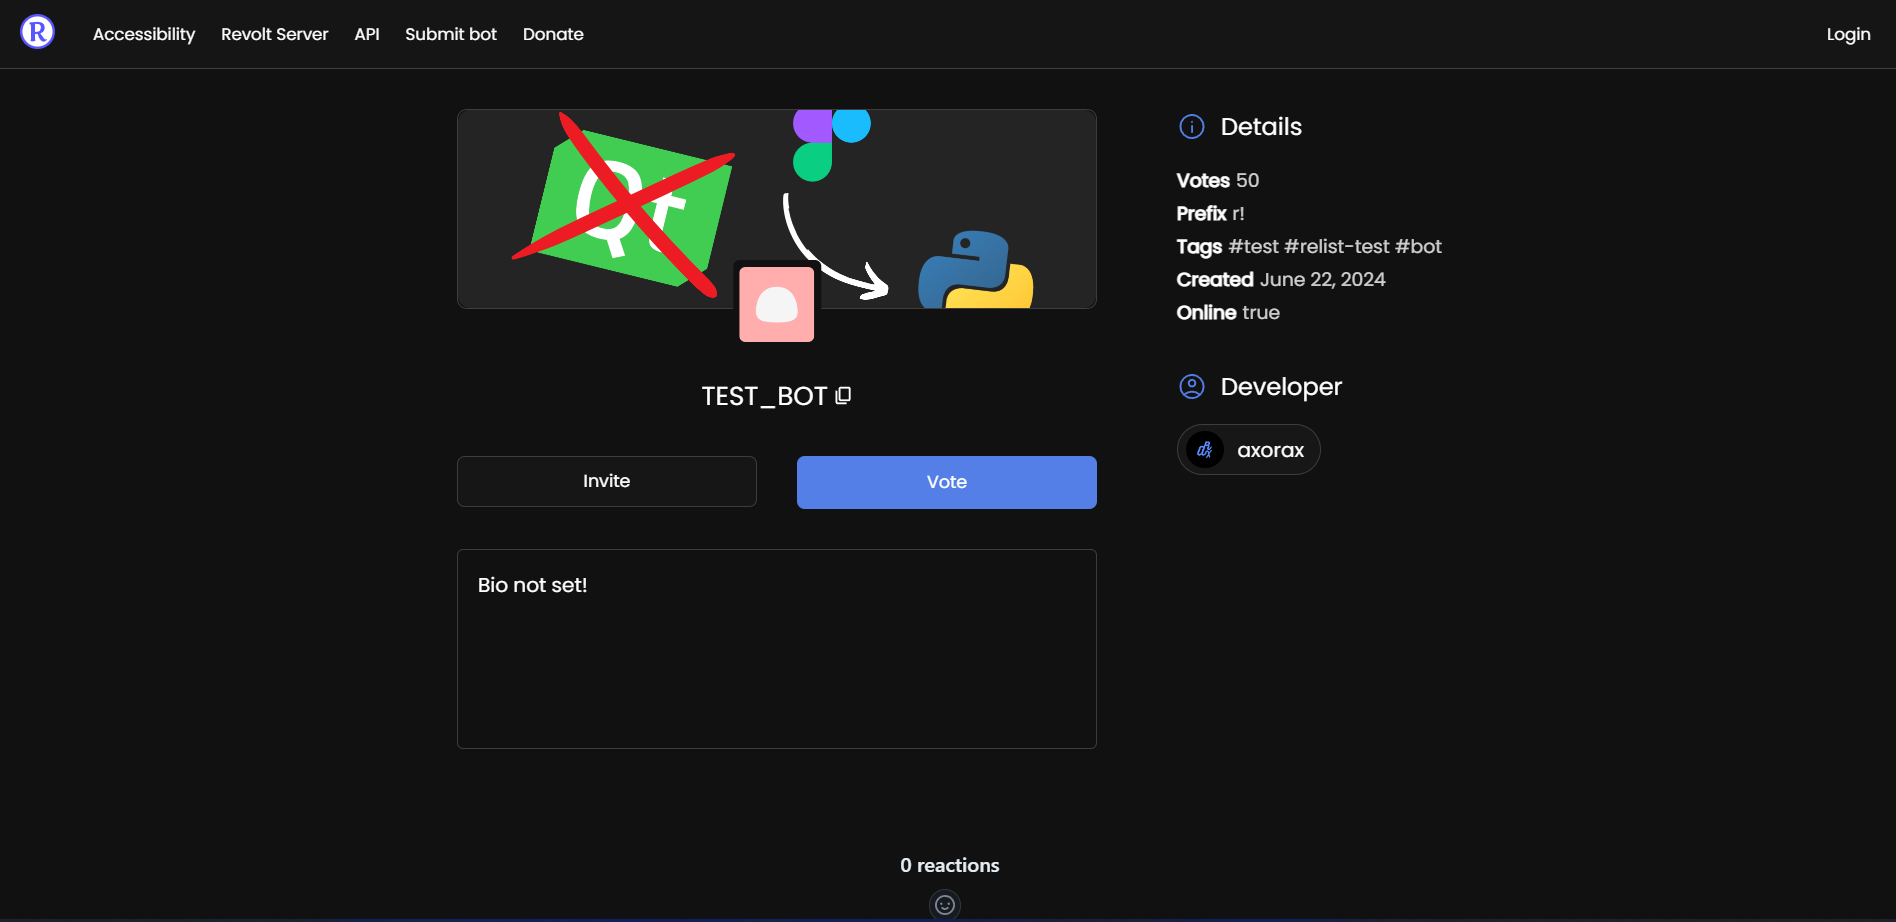 R
Accessibility Revolt Server API Submit bot Donate Login
Qt
TEST_BOT
Invite Vote
Bio not set!
Details
Votes 50
Prefix r!
Tags #test #relist-test #bot
Created June 22, 2024
Online true
Developer
axorax
0 reactions